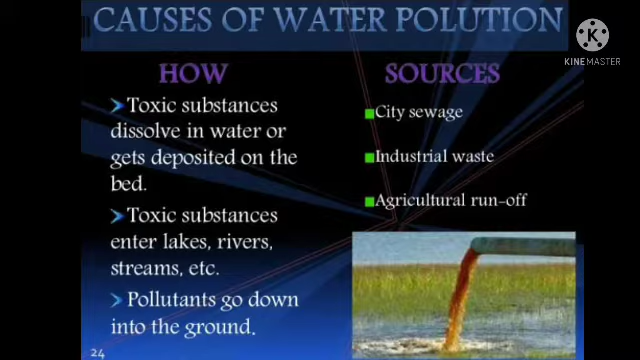 CAUSES OF WATER POLUTION
KINEMASTER
HOW
Toxic substances
dissolve in water or
gets deposited on the
bed.
Toxic substances
enter lakes, rivers,
streams, etc.
Pollutants go down
into the ground.
SOURCES
City sewage
Industrial waste
Agricultural run-off
24